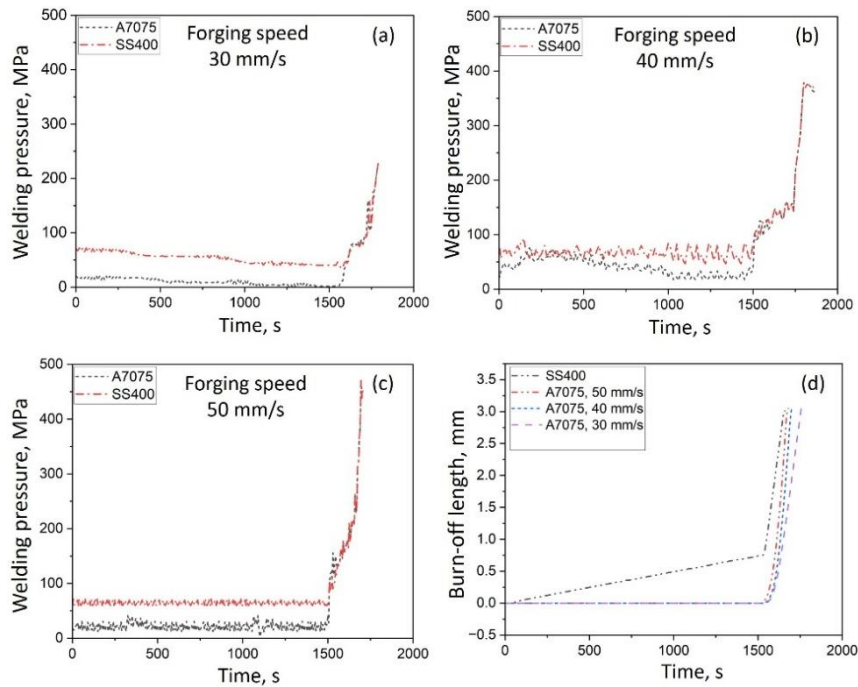 A7075
SS400
Forging speed
30 mm/s
(a)
Welding pressure, MPa
500
400
300
200
100
0
0 500 1000 1500 2000
Time, s
A7075
SS400
Forging speed
40 mm/s
(b)
Welding pressure, MPa
500
400
300
200
100
0
0 500 1000 1500 2000
Time, s
A7075
SS400
Forging speed
50 mm/s
(c)
Welding pressure, MPa
500
400
300
200
100
0
0 500 1000 1500 2000
Time, s
SS400
A7075, 50 mm/s
A7075, 40 mm/s
A7075, 30 mm/s
(d)
Burn-off length, mm
3.5
3.0
2.5
2.0
1.5
1.0
0.5
0.0
−0.5
0 500 1000 1500 2000
Time, s